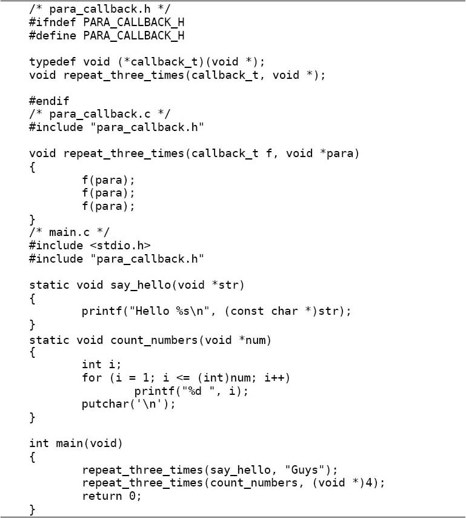 /* para_callback.h */
#ifndef PARA_CALLBACK_H
#define PARA_CALLBACK_H

typedef void (*callback_t)(void *);
void repeat_three_times(callback_t, void *);

#endif
/* para_callback.c */
#include "para_callback.h"

void repeat_three_times(callback_t f, void *para)
{
        f(para);
        f(para);
        f(para);
}
/* main.c */
#include <stdio.h>
#include "para_callback.h"

static void say_hello(void *str)
{
        printf("Hello %s\n", (const char *)str);
}
static void count_numbers(void *num)
{
        int i;
        for (i = 1; i <= (int)num; i++)
                printf("%d ", i);
        putchar('\n');
}

int main(void)
{
        repeat_three_times(say_hello, "Guys");
        repeat_three_times(count_numbers, (void *)4);
        return 0;
}